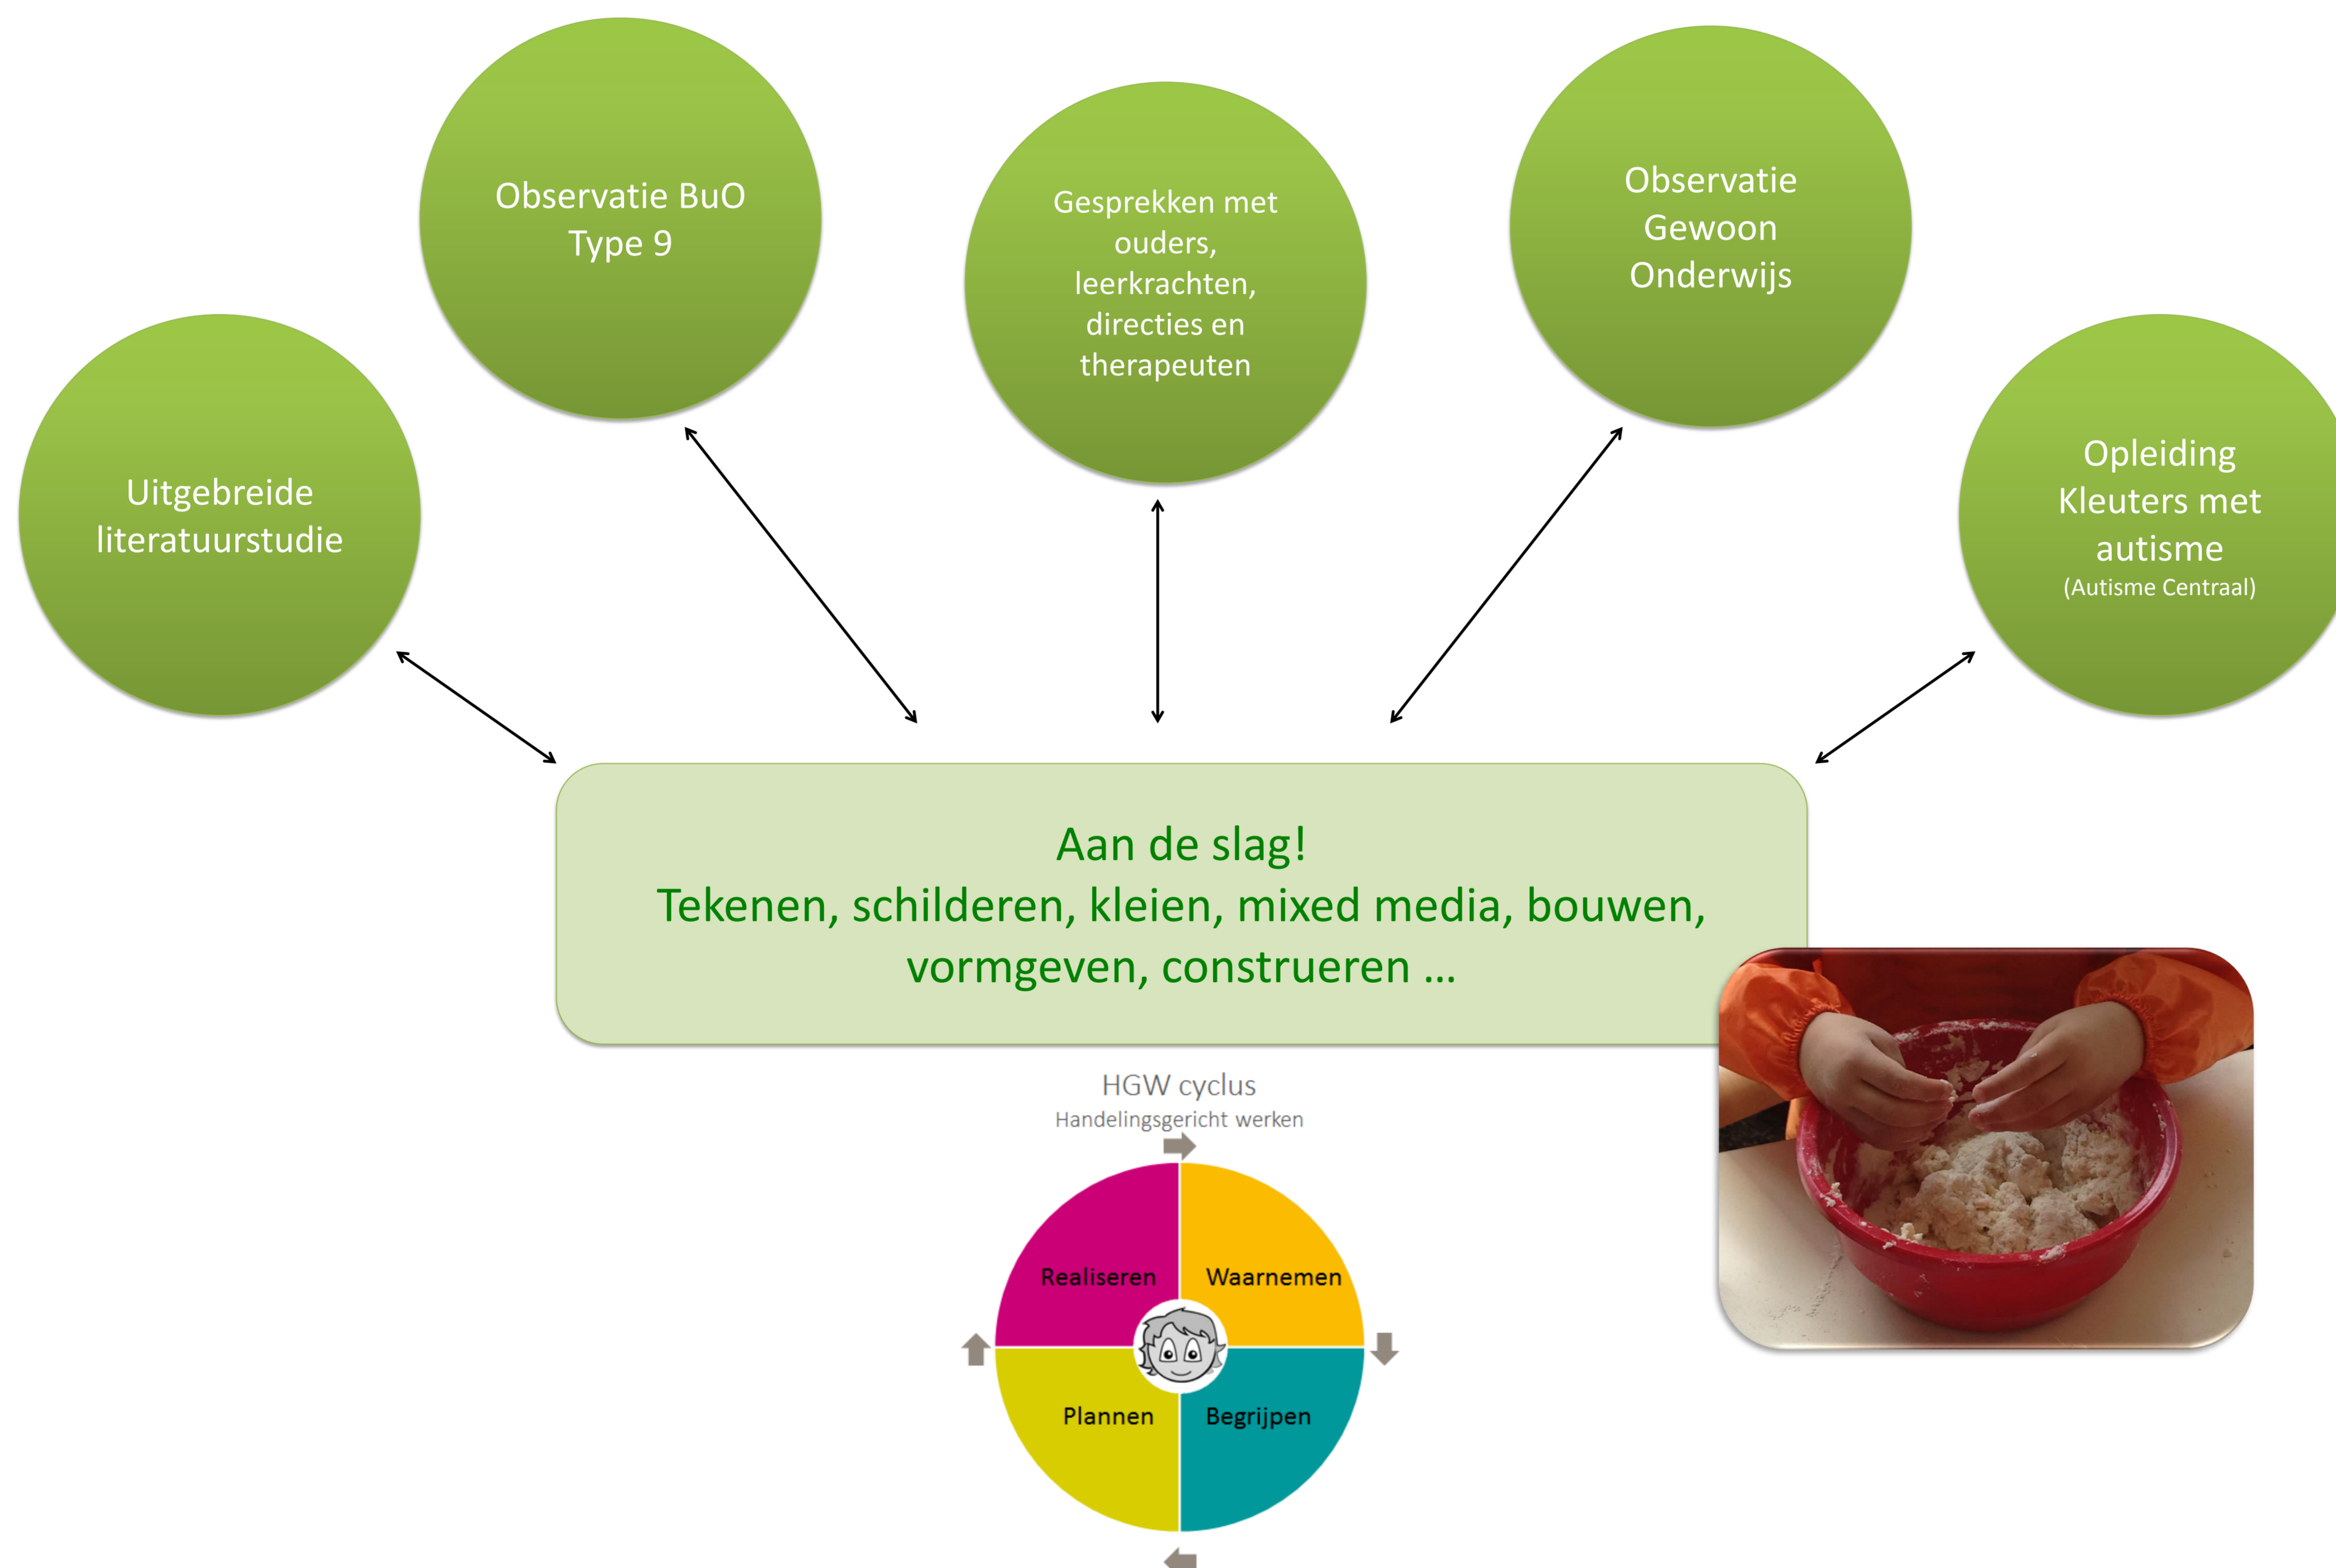 Observatie BuO
Type 9
Gesprekken met
ouders,
leerkrachten,
directies en
therapeuten
Observatie
Gewoon
Onderwijs
Uitgebreide
literatuurstudie
Opleiding
Kleuters met
autisme
(Autisme Centraal)
Aan de slag!
Tekenen, schilderen, kleien, mixed media, bouwen,
vormgeven, construeren ...
HGW cyclus
Handelingsgericht werken
Realiseren
Waarnemen
Plannen
Begrijpen